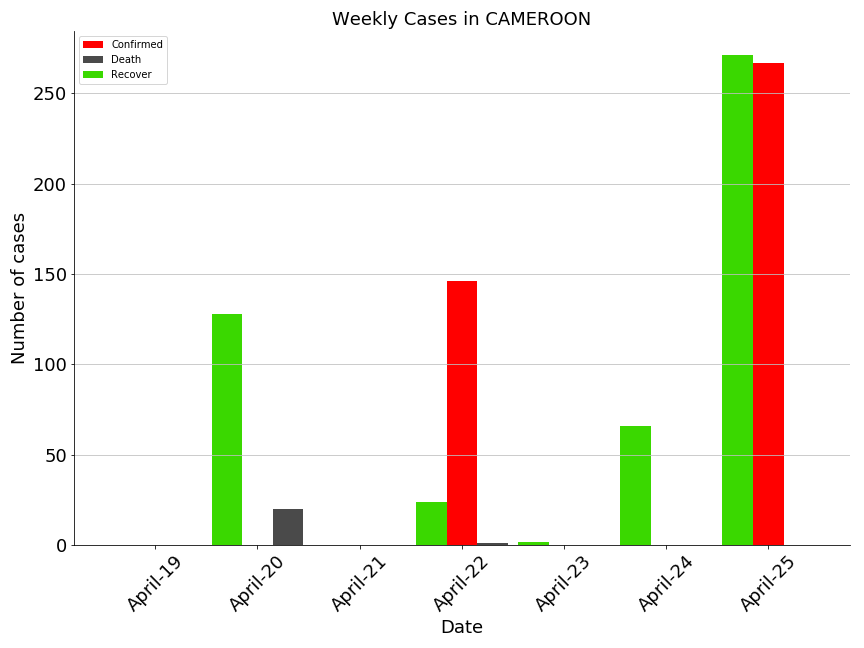 Weekly Cases in CAMEROON
Confirmed
Death
Recover
Number of cases
250
200
150
100
50
0
April-19
April-20
April-21
April-22
April-23
April-24
April-25
Date